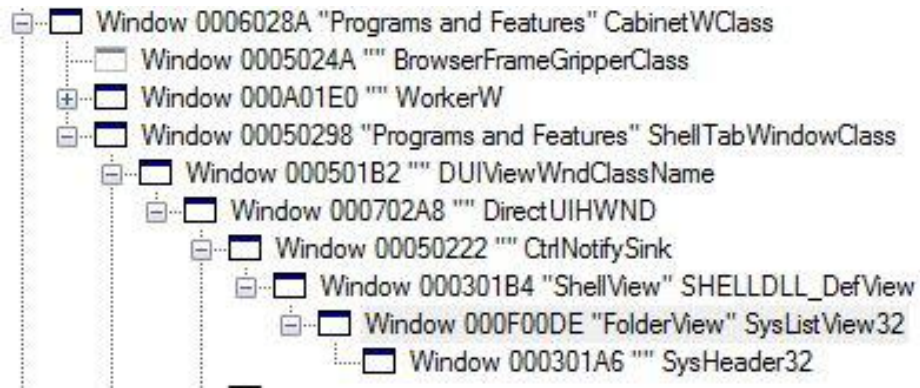 Window 0006028A "Programs and Features" CabinetWClass
Window 0005024A "" BrowserFrameGripperClass
Window 000A01E0 "" WorkerW
Window 00050298 "Programs and Features" ShellTabWindowClass
Window 000501B2 "" DUIViewWndClassName
Window 000702A8 "" DirectUIHWND
Window 00050222 "" CtrlNotifySink
Window 000301B4 "ShellView" SHELLDLL_DefView
Window 000F00DE "FolderView" SysListView32
Window 000301A6 "" SysHeader32